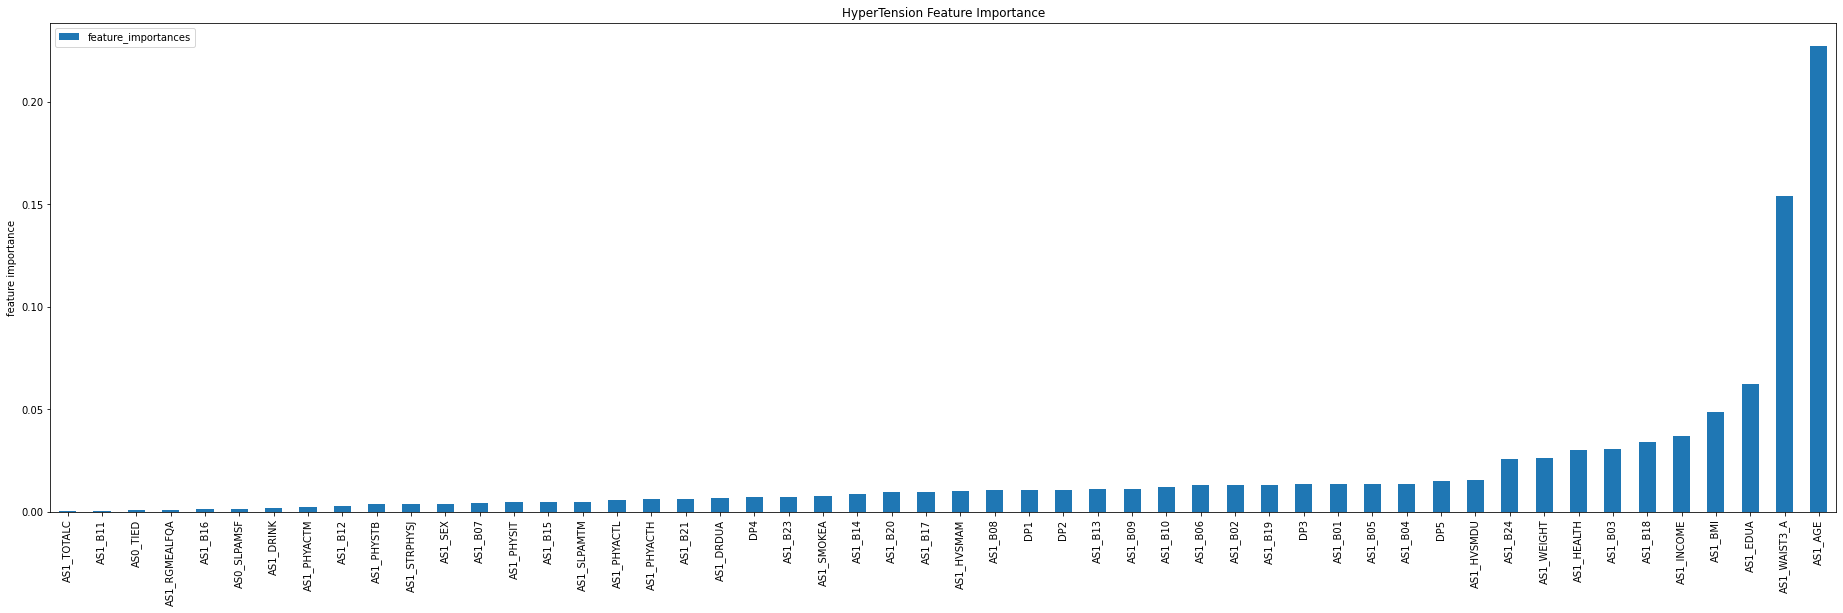 HyperTension Feature Importance
feature_importances
feature importance
0.20
0.15
0.10
0.05
0.00
AS1_TOTALC
AS1_B11
AS0_TIED
AS1_RGMEALFQA
AS1_B16
AS0_SLPAMSF
AS1_DRINK
AS1_PHYACTM
AS1_B12
AS1_PHYSTB
AS1_STRPHYSJ
AS1_SEX
AS1_B07
AS1_PHYSIT
AS1_B15
AS1_SLPAMTM
AS1_PHYACTL
AS1_PHYACTH
AS1_B21
AS1_DRDUA
DP4
AS1_B23
AS1_SMOKEA
AS1_B14
AS1_B20
AS1_B17
AS1_HVSMAM
AS1_B08
DP1
DP2
AS1_B13
AS1_B09
AS1_B10
AS1_B06
AS1_B02
AS1_B19
DP3
AS1_B01
AS1_B05
AS1_B04
DP5
AS1_HVSMDU
AS1_B24
AS1_WEIGHT
AS1_HEALTH
AS1_B03
AS1_B18
AS1_INCOME
AS1_BMI
AS1_EDUA
AS1_WAIST3_A
AS1_AGE